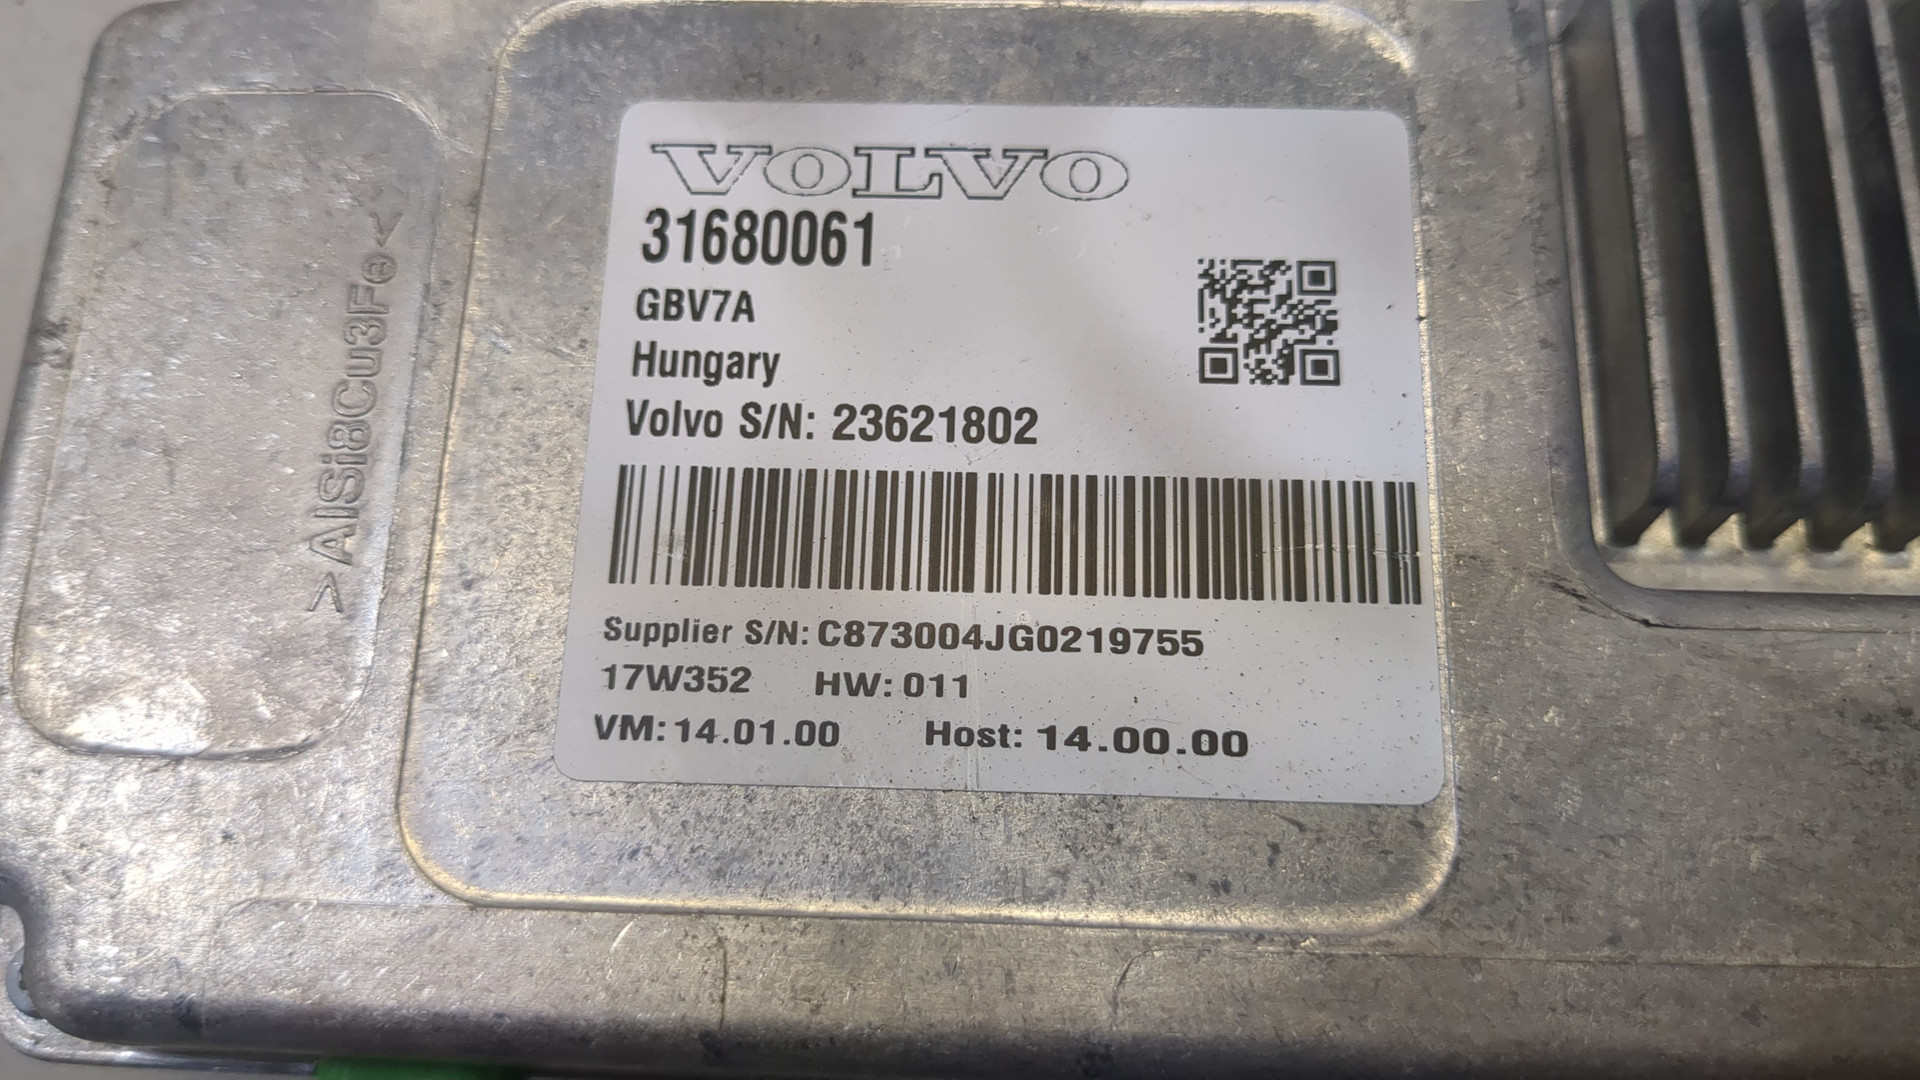 >AlSi8Cu3Fe<
VOLVO
31680061
GBV7A
Hungary
Volvo S/N: 23621802
Supplier S/N: C873004JG0219755
17W352 HW: 011
VM: 14.01.00 Host: 14.00.00